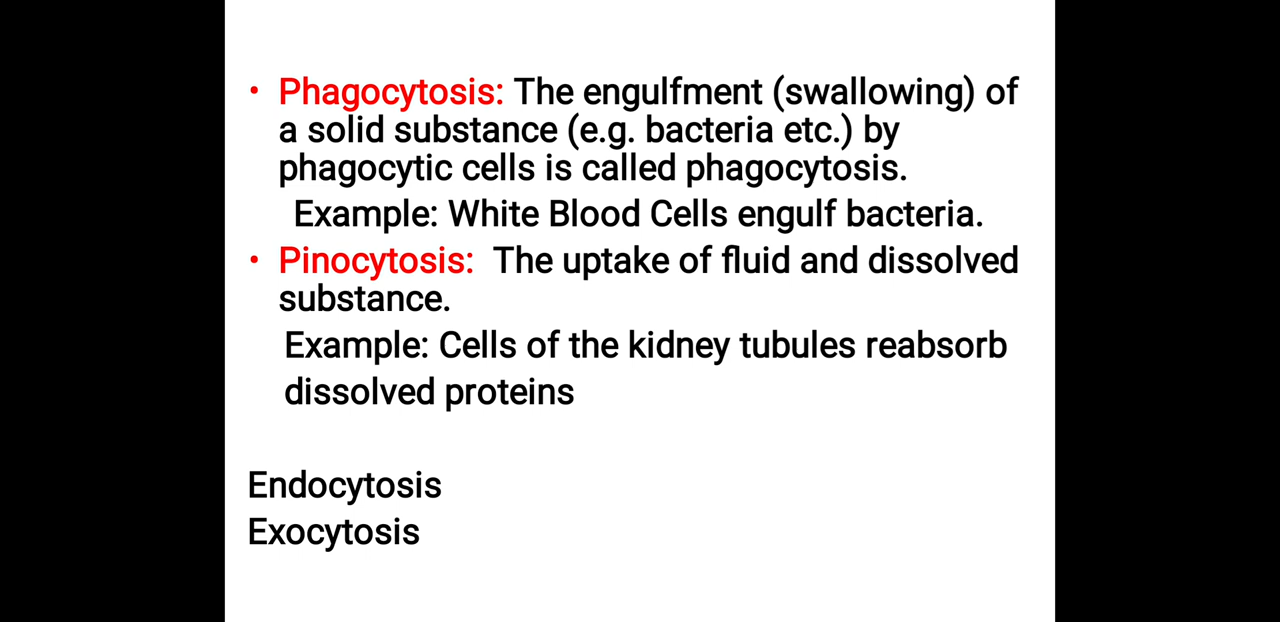 • Phagocytosis: The engulfment (swallowing) of
a solid substance (e.g. bacteria etc.) by
phagocytic cells is called phagocytosis.
Example: White Blood Cells engulf bacteria.
• Pinocytosis: The uptake of fluid and dissolved
substance.
Example: Cells of the kidney tubules reabsorb
dissolved proteins
Endocytosis
Exocytosis